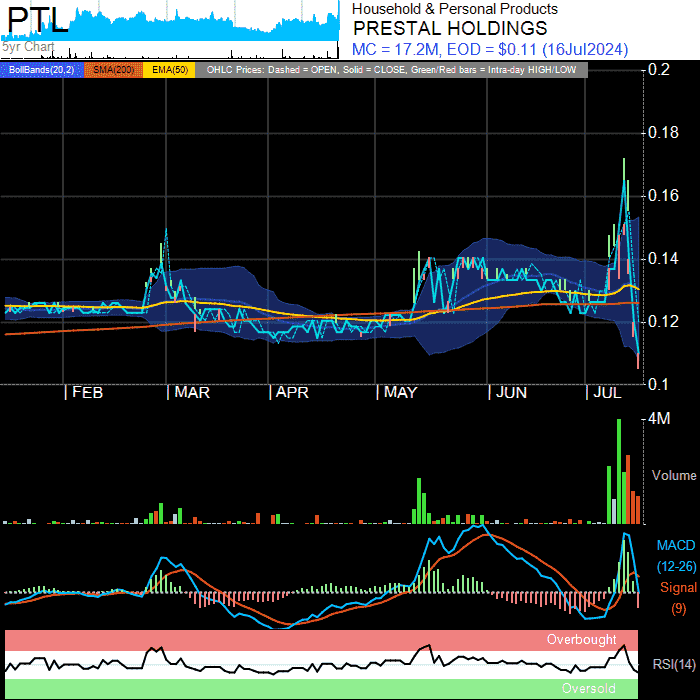 PTL
5yr Chart
Household & Personal Products
PRESTAL HOLDINGS
MC = 17.2M, EOD = $0.11 (16Jul2024)
BollBands(20,2) SMA(200) EMA(50) OHLC Prices: Dashed = OPEN, Solid = CLOSE, Green/Red bars = Intra-day HIGH/LOW
0.2
0.18
0.16
0.14
0.12
0.1
| FEB | MAR | APR | MAY | JUN | JUL
4M
Volume
MACD
(12-26)
Signal
(9)
Overbought
RSI(14)
Oversold